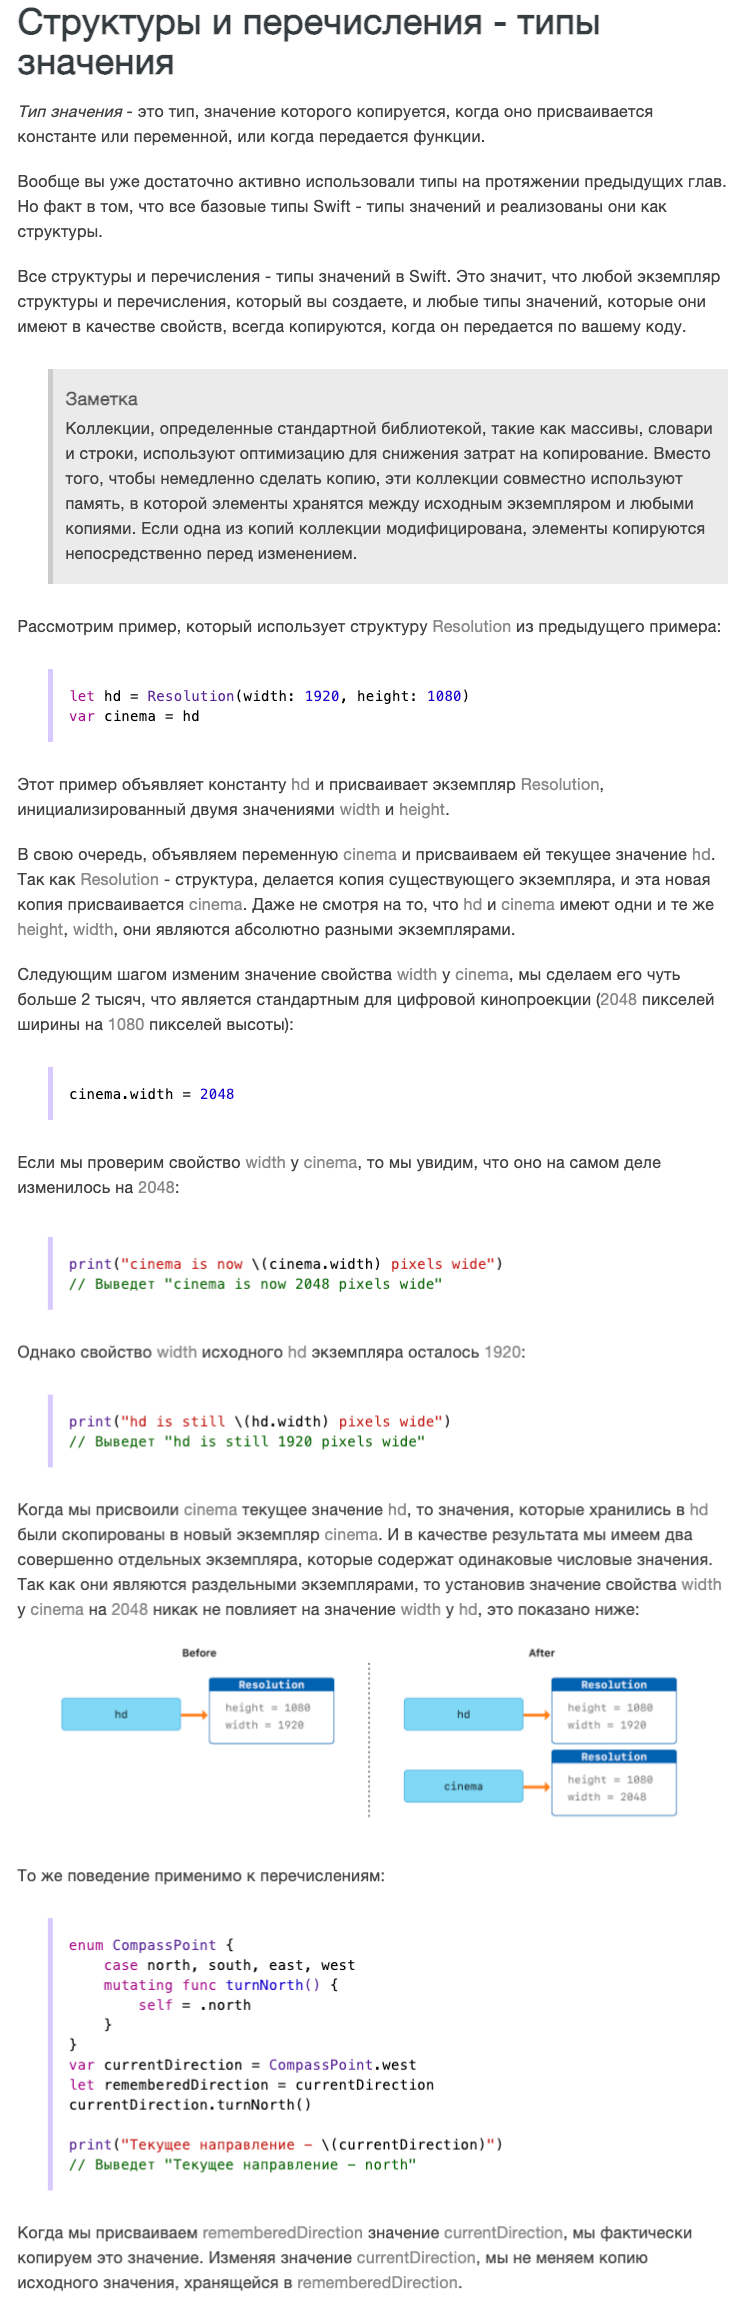 Структуры и перечисления - типы
значения
Тип значения - это тип, значение которого копируется, когда оно присваивается
константе или переменной, или когда передается функции.
Вообще вы уже достаточно активно использовали типы на протяжении предыдущих глав.
Но факт в том, что все базовые типы Swift - типы значений и реализованы они как
структуры.
Все структуры и перечисления - типы значений в Swift. Это значит, что любой экземпляр
структуры и перечисления, который вы создаете, и любые типы значений, которые они
имеют в качестве свойств, всегда копируются, когда он передается по вашему коду.
Заметка
Коллекции, определенные стандартной библиотекой, такие как массивы, словари
и строки, используют оптимизацию для снижения затрат на копирование. Вместо
того, чтобы немедленно сделать копию, эти коллекции совместно используют
память, в которой элементы хранятся между исходным экземпляром и любыми
копиями. Если одна из копий коллекции модифицирована, элементы копируются
непосредственно перед изменением.
Рассмотрим пример, который использует структуру Resolution из предыдущего примера:
let hd = Resolution(width: 1920, height: 1080)
var cinema = hd
Этот пример объявляет константу hd и присваивает экземпляр Resolution,
инициализированный двумя значениями width и height.
В свою очередь, объявляем переменную cinema и присваиваем ей текущее значение hd.
Так как Resolution - структура, делается копия существующего экземпляра, и эта новая
копия присваивается cinema. Даже не смотря на то, что hd и cinema имеют одни и те же
height, width, они являются абсолютно разными экземплярами.
Следующим шагом изменим значение свойства width у cinema, мы сделаем его чуть
больше 2 тысяч, что является стандартным для цифровой кинопроекции (2048 пикселей
ширины на 1080 пикселей высоты):
cinema.width = 2048
Если мы проверим свойство width у cinema, то мы увидим, что оно на самом деле
изменилось на 2048:
print("cinema is now \(cinema.width) pixels wide")
// Выведет "cinema is now 2048 pixels wide"
Однако свойство width исходного hd экземпляра осталось 1920:
print("hd is still \(hd.width) pixels wide")
// Выведет "hd is still 1920 pixels wide"
Когда мы присвоили cinema текущее значение hd, то значения, которые хранились в hd
были скопированы в новый экземпляр cinema. И в качестве результата мы имеем два
совершенно отдельных экземпляра, которые содержат одинаковые числовые значения.
Так как они являются раздельными экземплярами, то установив значение свойства width
у cinema на 2048 никак не повлияет на значение width у hd, это показано ниже:
Before
hd
Resolution
height = 1080
width = 1920
After
hd
Resolution
height = 1080
width = 1920
cinema
Resolution
height = 1080
width = 2048
То же поведение применимо к перечислениям:
enum CompassPoint {
    case north, south, east, west
    mutating func turnNorth() {
        self = .north
    }
}
var currentDirection = CompassPoint.west
let rememberedDirection = currentDirection
currentDirection.turnNorth()
print("Текущее направление – \(currentDirection)")
// Выведет "Текущее направление – north"
Когда мы присваиваем rememberedDirection значение currentDirection, мы фактически
копируем это значение. Изменяя значение currentDirection, мы не меняем копию
исходного значения, хранящейся в rememberedDirection.